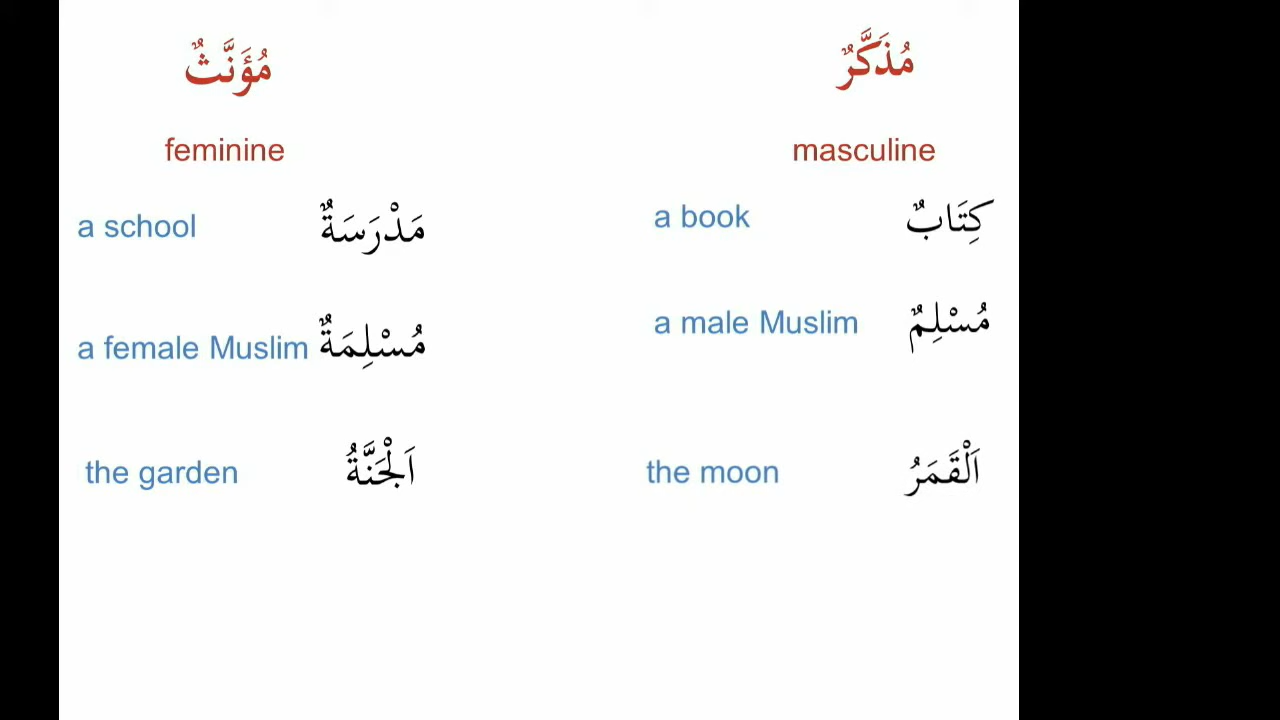 مُذَكَّرٌ مُؤَنَّثٌ
masculine feminine
كِتَابٌ a book مَدْرَسَةٌ a school
مُسْلِمٌ a male Muslim مُسْلِمَةٌ a female Muslim
اَلْقَمَرُ the moon اَلْجَنَّةُ the garden